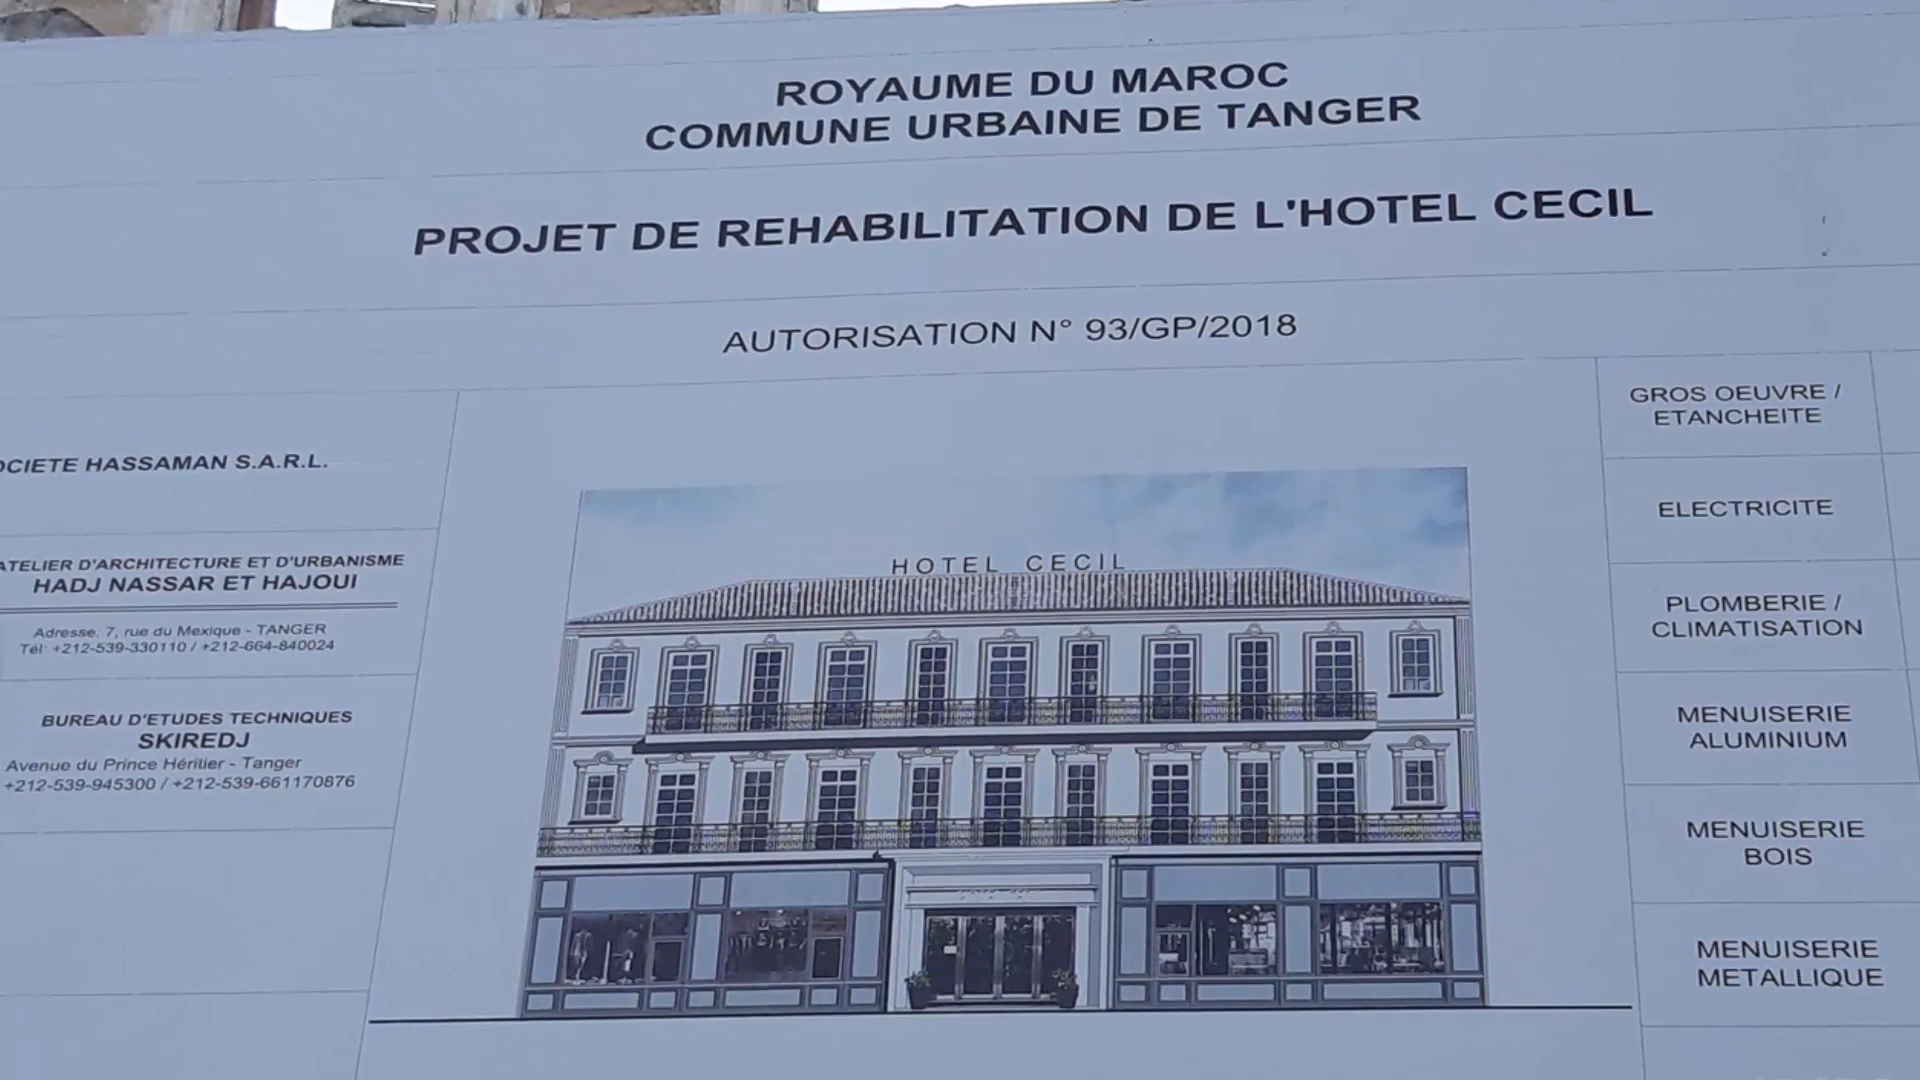 ROYAUME DU MAROC
COMMUNE URBAINE DE TANGER
PROJET DE REHABILITATION DE L'HOTEL CECIL
AUTORISATION N° 93/GP/2018
OCIETE HASSAMAN S.A.R.L.
ATELIER D'ARCHITECTURE ET D'URBANISME
HADJ NASSAR ET HAJOUI
Adresse. 7, rue du Mexique - TANGER
Tél: +212-539-330110 / +212-664-840024
BUREAU D'ETUDES TECHNIQUES
SKIREDJ
Avenue du Prince Héritier - Tanger
+212-539-945300 / +212-539-661170876
HOTEL CECIL
GROS OEUVRE /
ETANCHEITE
ELECTRICITE
PLOMBERIE /
CLIMATISATION
MENUISERIE
ALUMINIUM
MENUISERIE
BOIS
MENUISERIE
METALLIQUE